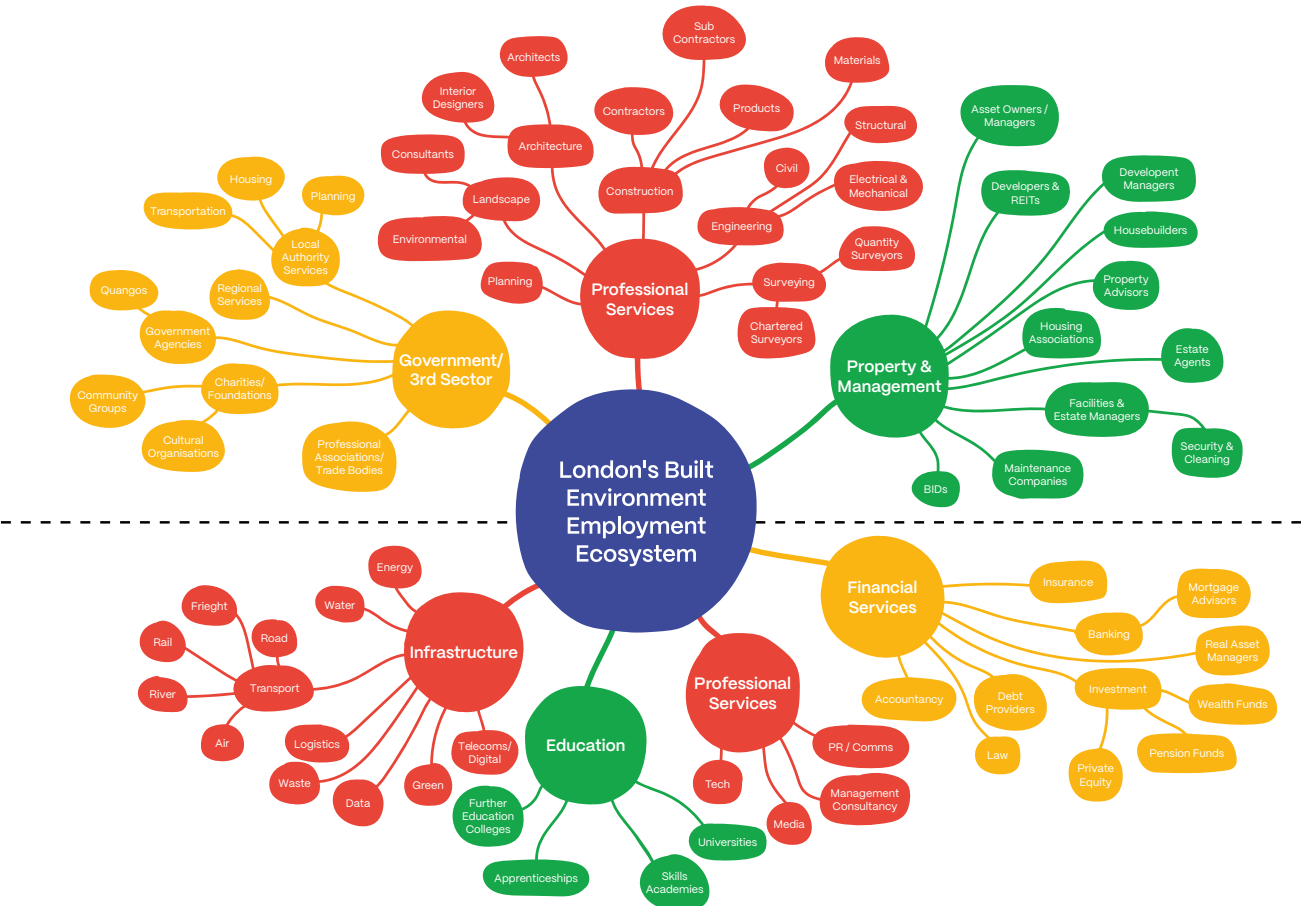 London's Built
Environment
Employment
Ecosystem
Professional
Services
Architects
Interior
Designers
Architecture
Consultants
Landscape
Environmental
Planning
Sub
Contractors
Contractors
Products
Materials
Construction
Structural
Civil
Electrical &
Mechanical
Engineering
Quantity
Surveyors
Surveying
Chartered
Surveyors
Government/
3rd Sector
Housing
Transportation
Planning
Local
Authority
Services
Quangos
Regional
Services
Government
Agencies
Community
Groups
Charities/
Foundations
Cultural
Organisations
Professional
Associations/
Trade Bodies
Property &
Management
Asset Owners /
Managers
Developers &
REITs
Developent
Managers
Housebuilders
Property
Advisors
Housing
Associations
Estate
Agents
Facilities &
Estate Managers
Security &
Cleaning
Maintenance
Companies
BIDs
Infrastructure
Energy
Water
Frieght
Road
Rail
River
Transport
Air
Logistics
Waste
Data
Green
Telecoms/
Digital
Education
Further
Education
Colleges
Apprenticeships
Skills
Academies
Universities
Professional
Services
PR / Comms
Tech
Management
Consultancy
Media
Financial
Services
Insurance
Mortgage
Advisors
Banking
Real Asset
Managers
Investment
Wealth Funds
Pension Funds
Private
Equity
Accountancy
Debt
Providers
Law